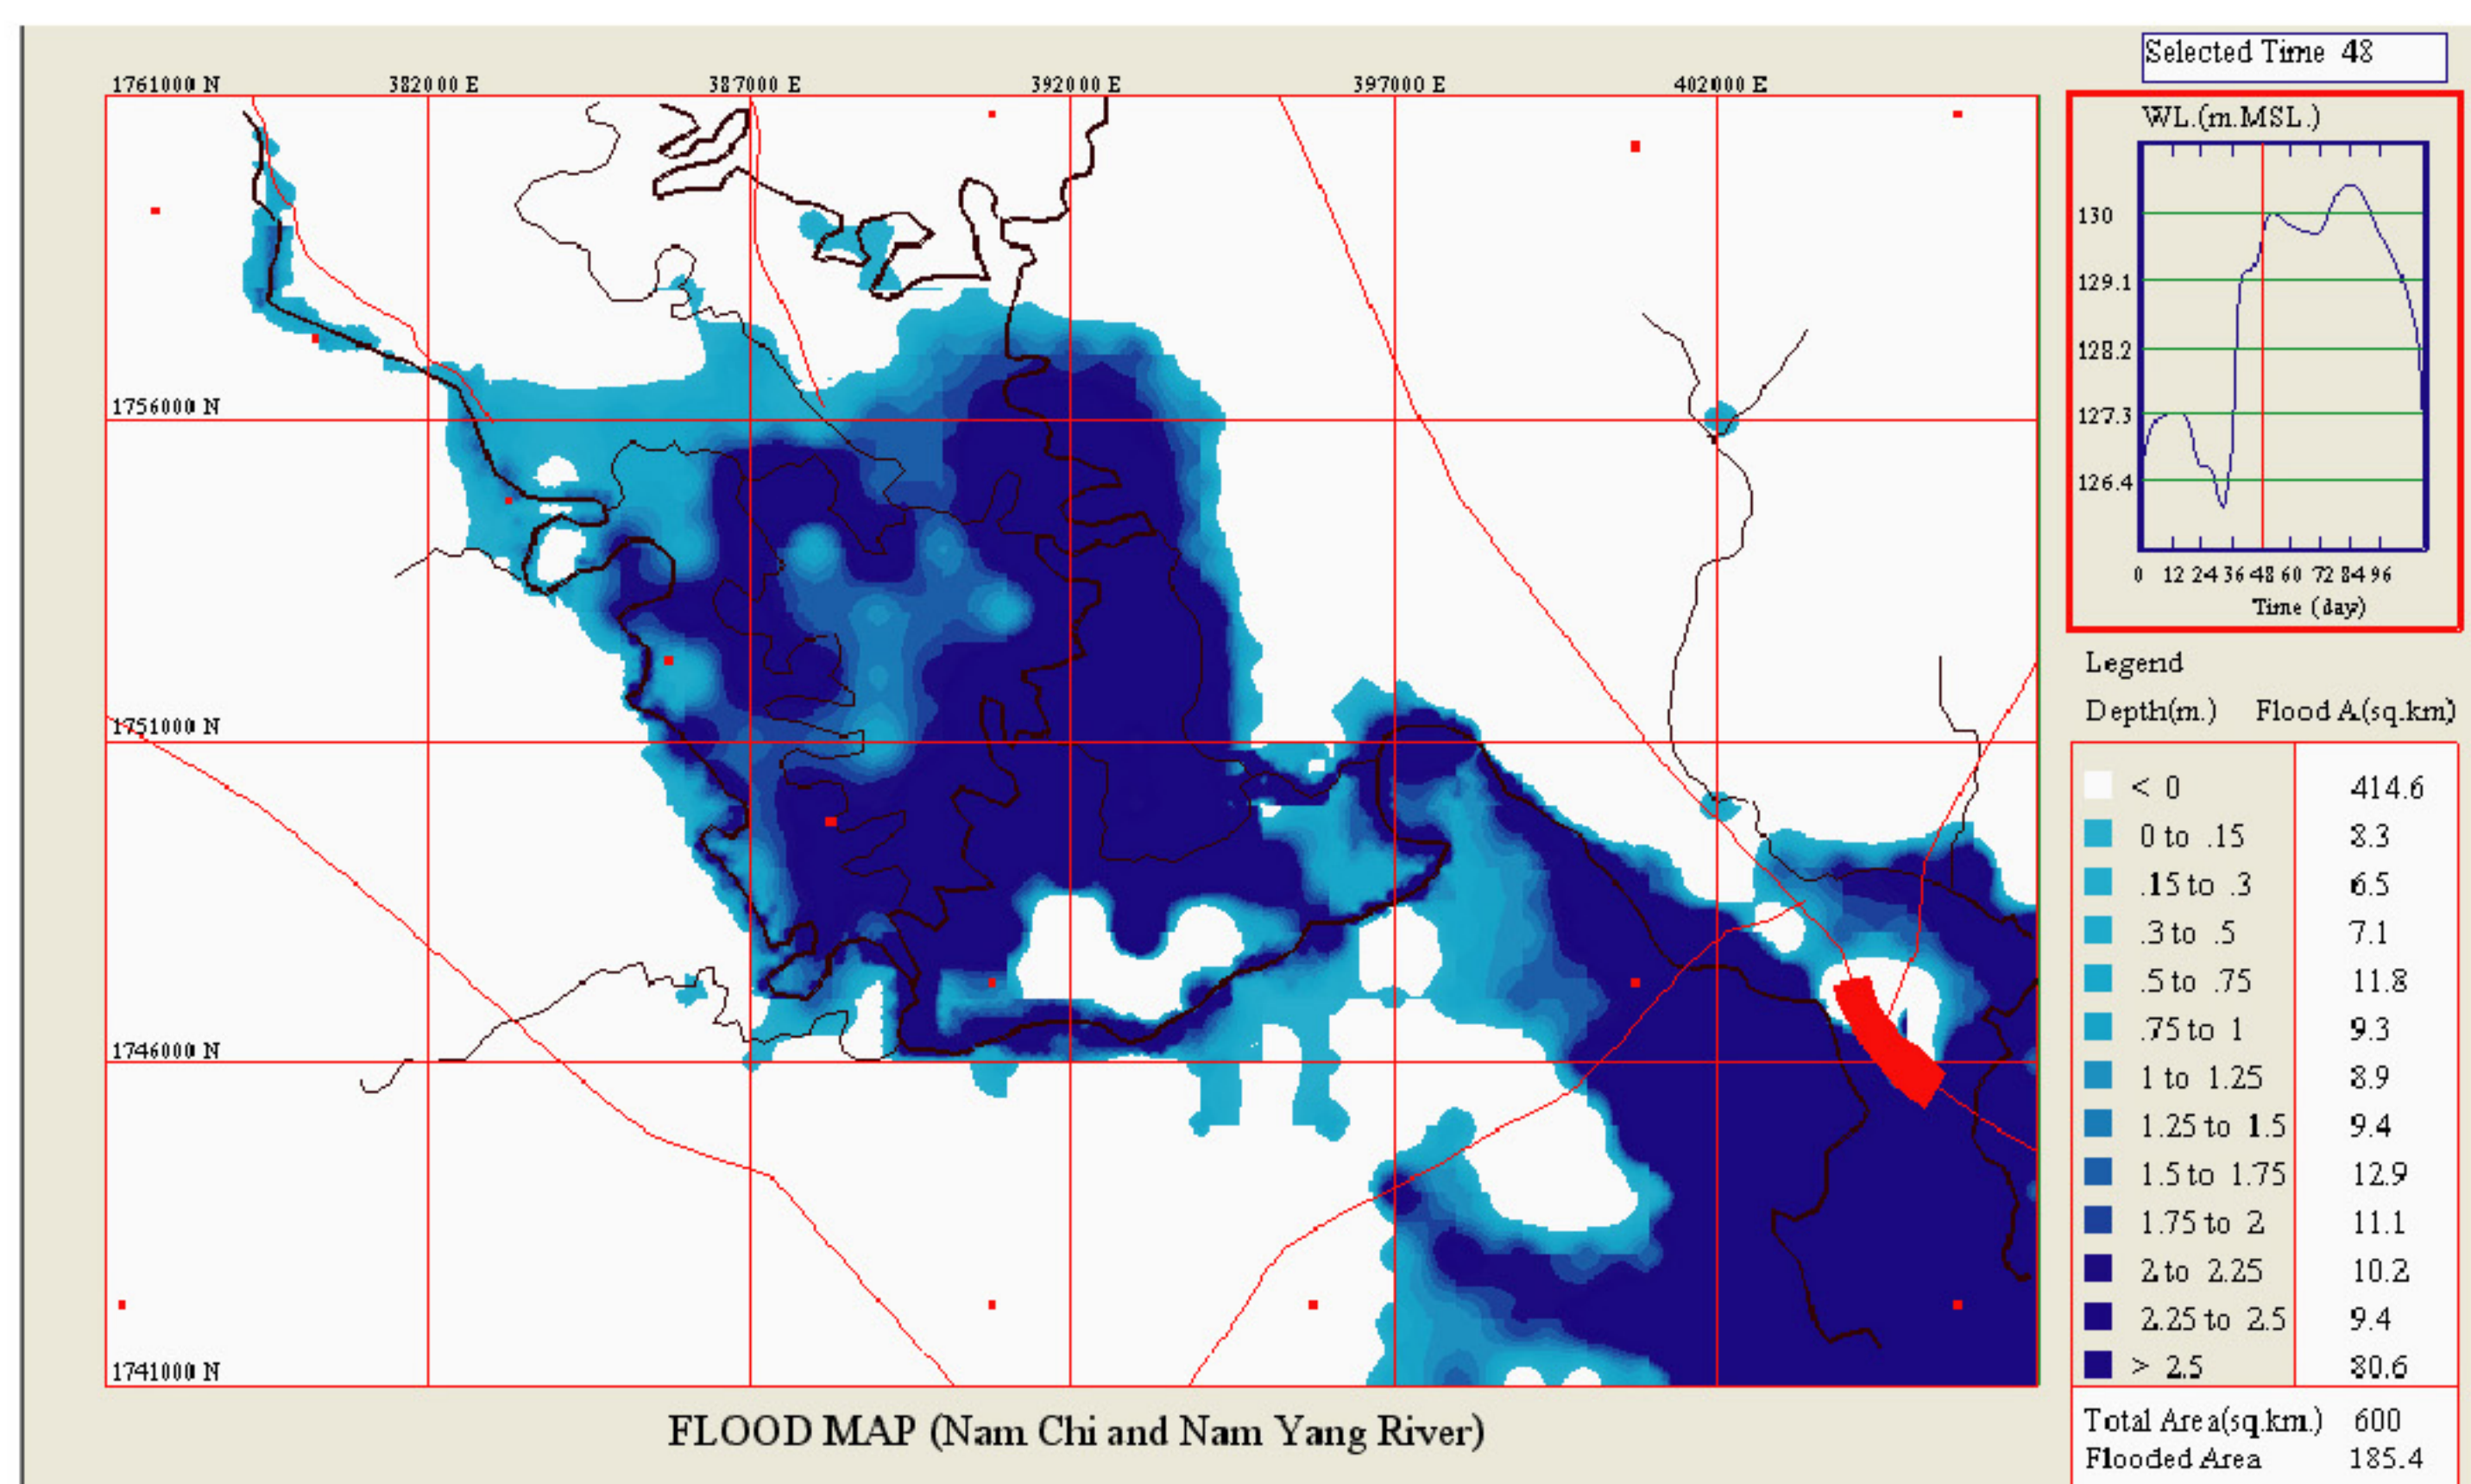 Selected Time 48
1761000 N
382000 E
387000 E
392000 E
397000 E
402000 E
WL.(m.MSL.)
130
129.1
128.2
127.3
126.4
0 12 24 36 48 60 72 84 96
Time (day)
1756000 N
1751000 N
1746000 N
1741000 N
Legend
Depth(m.) Flood A.(sq.km)
< 0 414.6
0 to .15 8.3
.15 to .3 6.5
.3 to .5 7.1
.5 to .75 11.8
.75 to 1 9.3
1 to 1.25 8.9
1.25 to 1.5 9.4
1.5 to 1.75 12.9
1.75 to 2 11.1
2 to 2.25 10.2
2.25 to 2.5 9.4
> 2.5 80.6
Total Area(sq.km.) 600
Flooded Area 185.4
FLOOD MAP (Nam Chi and Nam Yang River)